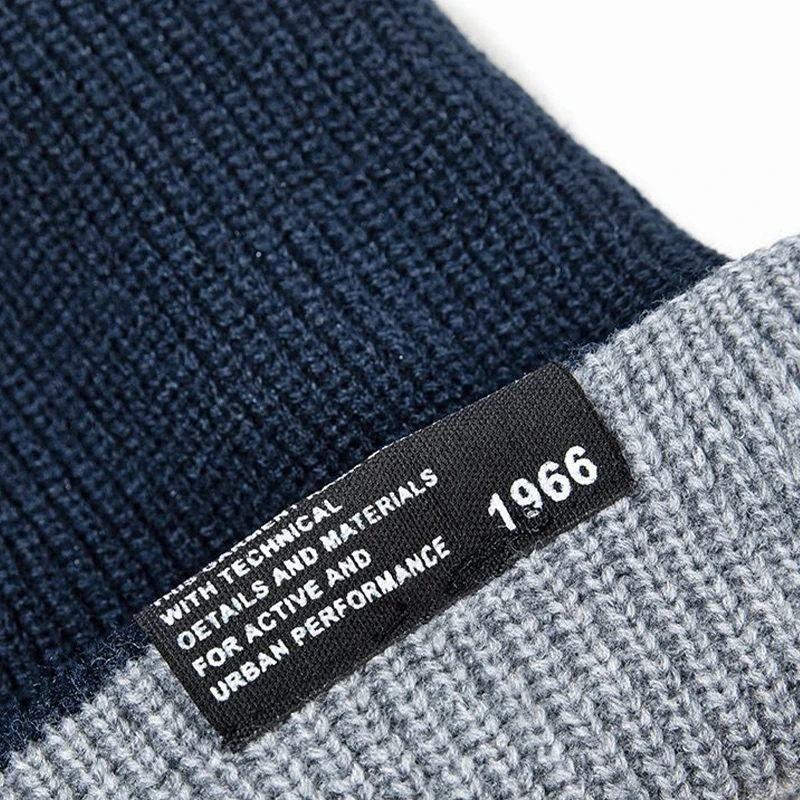 WITH TECHNICAL
OETAILS AND MATERIALS
FOR ACTIVE AND
URBAN PERFORMANCE
1966